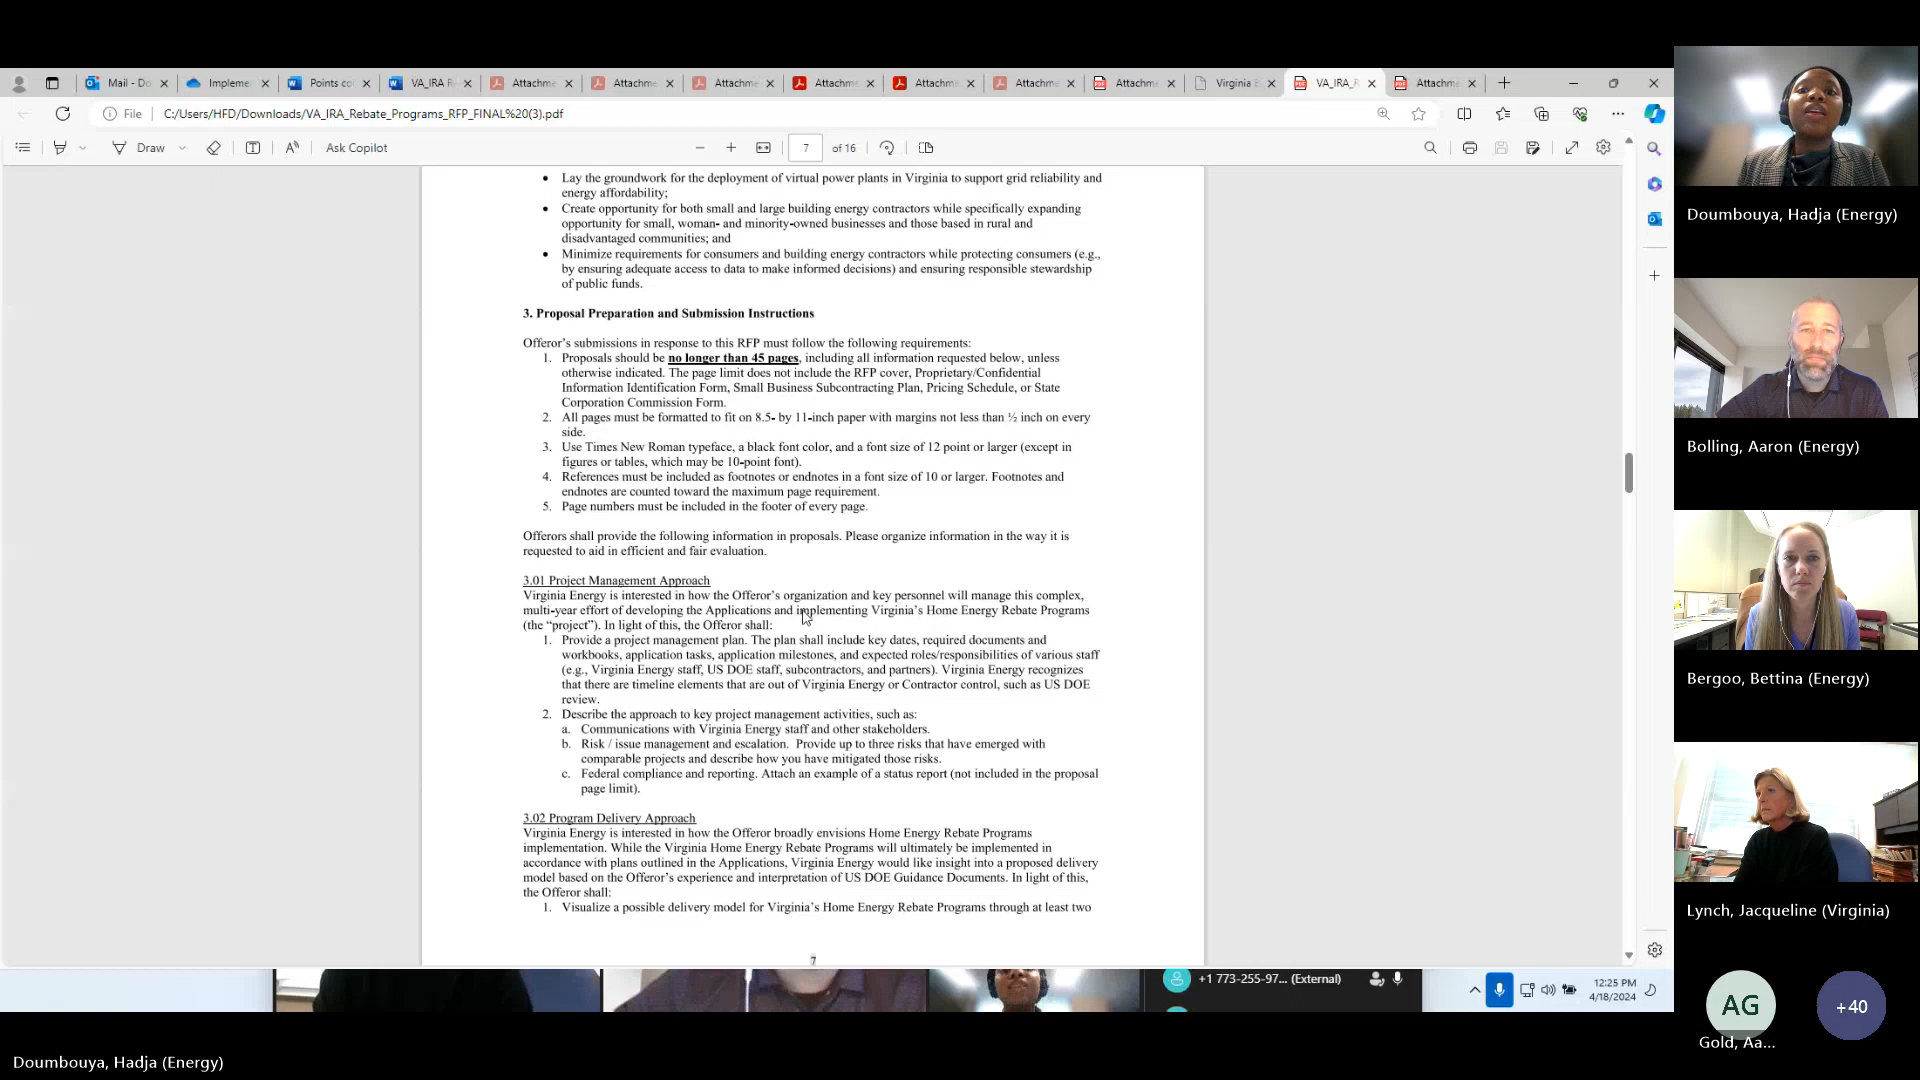 Mail - Do
Impleme
Points co
VA_IRA R
Attachme
Attachme
Attachme
Attachme
Attachme
Attachme
Attachme
Virginia E
VA_IRA_R
Attachme
File
C:/Users/HFD/Downloads/VA_IRA_Rebate_Programs_RFP_FINAL%20(3).pdf
Draw
Ask Copilot
7
of 16
• Lay the groundwork for the deployment of virtual power plants in Virginia to support grid reliability and
energy affordability;
• Create opportunity for both small and large building energy contractors while specifically expanding
opportunity for small, woman- and minority-owned businesses and those based in rural and
disadvantaged communities; and
• Minimize requirements for consumers and building energy contractors while protecting consumers (e.g.,
by ensuring adequate access to data to make informed decisions) and ensuring responsible stewardship
of public funds.
3. Proposal Preparation and Submission Instructions
Offeror's submissions in response to this RFP must follow the following requirements:
1. Proposals should be no longer than 45 pages, including all information requested below, unless
otherwise indicated. The page limit does not include the RFP cover, Proprietary/Confidential
Information Identification Form, Small Business Subcontracting Plan, Pricing Schedule, or State
Corporation Commission Form.
2. All pages must be formatted to fit on 8.5- by 11-inch paper with margins not less than ½ inch on every
side.
3. Use Times New Roman typeface, a black font color, and a font size of 12 point or larger (except in
figures or tables, which may be 10-point font).
4. References must be included as footnotes or endnotes in a font size of 10 or larger. Footnotes and
endnotes are counted toward the maximum page requirement.
5. Page numbers must be included in the footer of every page.
Offerors shall provide the following information in proposals. Please organize information in the way it is
requested to aid in efficient and fair evaluation.
3.01 Project Management Approach
Virginia Energy is interested in how the Offeror's organization and key personnel will manage this complex,
multi-year effort of developing the Applications and implementing Virginia's Home Energy Rebate Programs
(the "project"). In light of this, the Offeror shall:
1. Provide a project management plan. The plan shall include key dates, required documents and
workbooks, application tasks, application milestones, and expected roles/responsibilities of various staff
(e.g., Virginia Energy staff, US DOE staff, subcontractors, and partners). Virginia Energy recognizes
that there are timeline elements that are out of Virginia Energy or Contractor control, such as US DOE
review.
2. Describe the approach to key project management activities, such as:
a. Communications with Virginia Energy staff and other stakeholders.
b. Risk / issue management and escalation. Provide up to three risks that have emerged with
comparable projects and describe how you have mitigated those risks.
c. Federal compliance and reporting. Attach an example of a status report (not included in the proposal
page limit).
3.02 Program Delivery Approach
Virginia Energy is interested in how the Offeror broadly envisions Home Energy Rebate Programs
implementation. While the Virginia Home Energy Rebate Programs will ultimately be implemented in
accordance with plans outlined in the Applications, Virginia Energy would like insight into a proposed delivery
model based on the Offeror's experience and interpretation of US DOE Guidance Documents. In light of this,
the Offeror shall:
1. Visualize a possible delivery model for Virginia's Home Energy Rebate Programs through at least two
7
+1 773-255-97... (External)
12:25 PM
4/18/2024
Doumbouya, Hadja (Energy)
Bolling, Aaron (Energy)
Bergoo, Bettina (Energy)
Lynch, Jacqueline (Virginia)
AG
+40
Gold, Aa...
Doumbouya, Hadja (Energy)